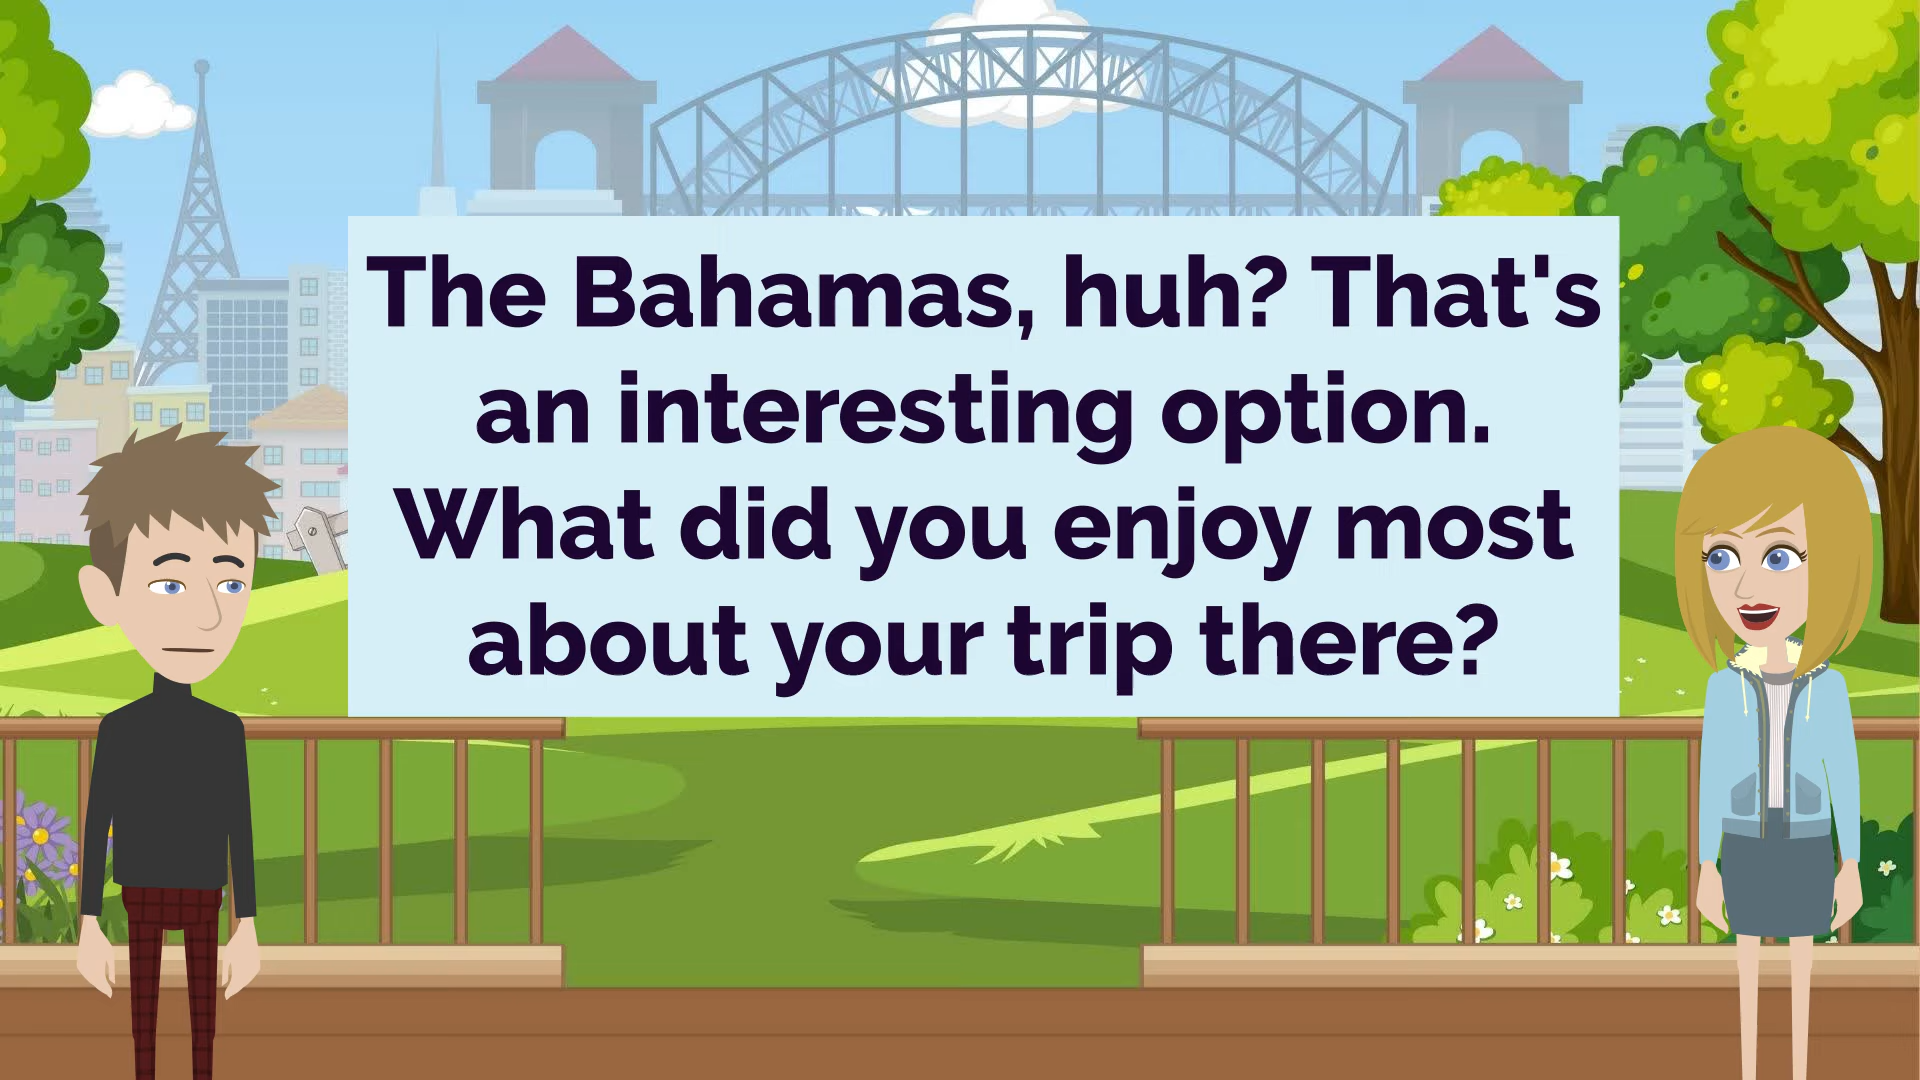 The Bahamas, huh? That's
an interesting option.
What did you enjoy most
about your trip there?